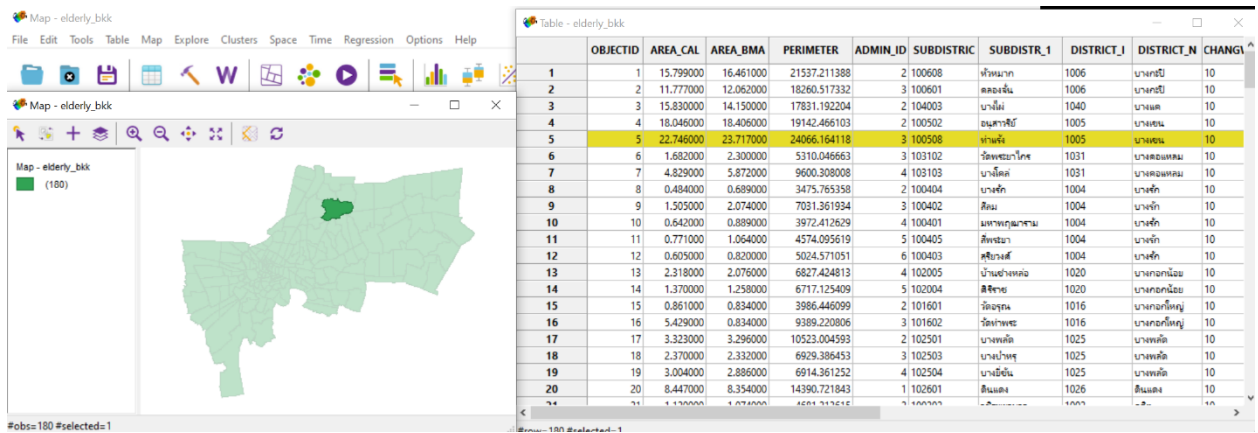 Map - elderly_bkk
File Edit Tools Table Map Explore Clusters Space Time Regression Options Help
Map - elderly_bkk
Map - elderly_bkk
(180)
#obs=180 #selected=1
Table - elderly_bkk
OBJECTID AREA_CAL AREA_BMA PERIMETER ADMIN_ID SUBDISTRIC SUBDISTR_1 DISTRICT_I DISTRICT_N CHANGW
1 1 15.799000 16.461000 21537.211388 2 100608 หัวหมาก 1006 บางกะปิ 10
2 2 11.777000 12.062000 18260.517332 3 100601 คลองจั่น 1006 บางกะปิ 10
3 3 15.830000 14.150000 17831.192204 2 104003 บางไผ่ 1040 บางแค 10
4 4 18.046000 18.406000 19142.466103 2 100502 อนุสาวรีย์ 1005 บางเขน 10
5 5 22.746000 23.717000 24066.164118 3 100508 ท่าแร้ง 1005 บางเขน 10
6 6 1.682000 2.300000 5310.046663 3 103102 วัดพระยาไกร 1031 บางคอแหลม 10
7 7 4.829000 5.872000 9600.308008 4 103103 บางโคล่ 1031 บางคอแหลม 10
8 8 0.484000 0.689000 3475.765358 2 100404 บางรัก 1004 บางรัก 10
9 9 1.505000 2.074000 7031.361934 3 100402 สีลม 1004 บางรัก 10
10 10 0.642000 0.889000 3972.412629 4 100401 มหาพฤฒาราม 1004 บางรัก 10
11 11 0.771000 1.064000 4574.095619 5 100405 สี่พระยา 1004 บางรัก 10
12 12 0.605000 0.820000 5024.571051 6 100403 สุริยวงศ์ 1004 บางรัก 10
13 13 2.318000 2.076000 6827.424813 4 102005 บ้านช่างหล่อ 1020 บางกอกน้อย 10
14 14 1.370000 1.258000 6717.125409 5 102004 ศิริราช 1020 บางกอกน้อย 10
15 15 0.861000 0.834000 3986.446099 2 101601 วัดอรุณ 1016 บางกอกใหญ่ 10
16 16 5.429000 0.834000 9389.220806 3 101602 วัดท่าพระ 1016 บางกอกใหญ่ 10
17 17 3.323000 3.296000 10523.004593 2 102501 บางพลัด 1025 บางพลัด 10
18 18 2.370000 2.332000 6929.386453 3 102503 บางบำหรุ 1025 บางพลัด 10
19 19 3.004000 2.886000 6914.361252 4 102504 บางยี่ขัน 1025 บางพลัด 10
20 20 8.447000 8.354000 14390.721843 1 102601 ดินแดง 1026 ดินแดง 10
#row=180 #selected=1